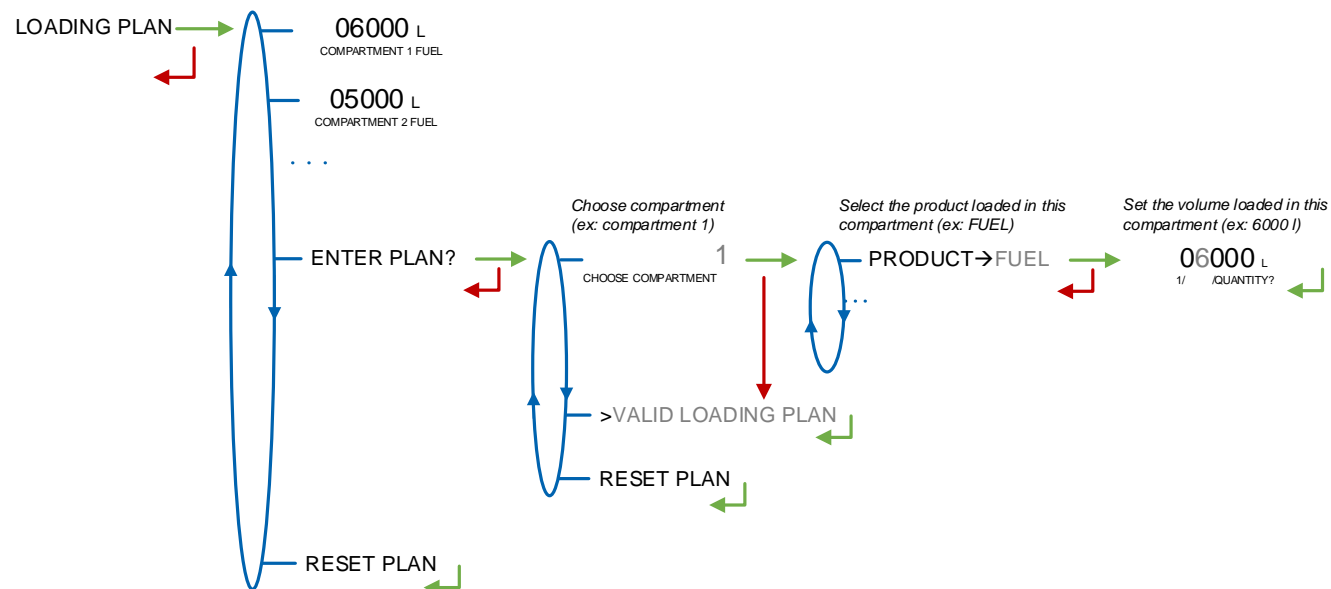 LOADING PLAN
06000 L
COMPARTMENT 1 FUEL
05000 L
COMPARTMENT 2 FUEL
. . .
Choose compartment
(ex: compartment 1)
Select the product loaded in this
compartment (ex: FUEL)
Set the volume loaded in this
compartment (ex: 6000 l)
ENTER PLAN?
1
CHOOSE COMPARTMENT
PRODUCT→FUEL
...
06000 L
1/ /QUANTITY?
>VALID LOADING PLAN
RESET PLAN
RESET PLAN